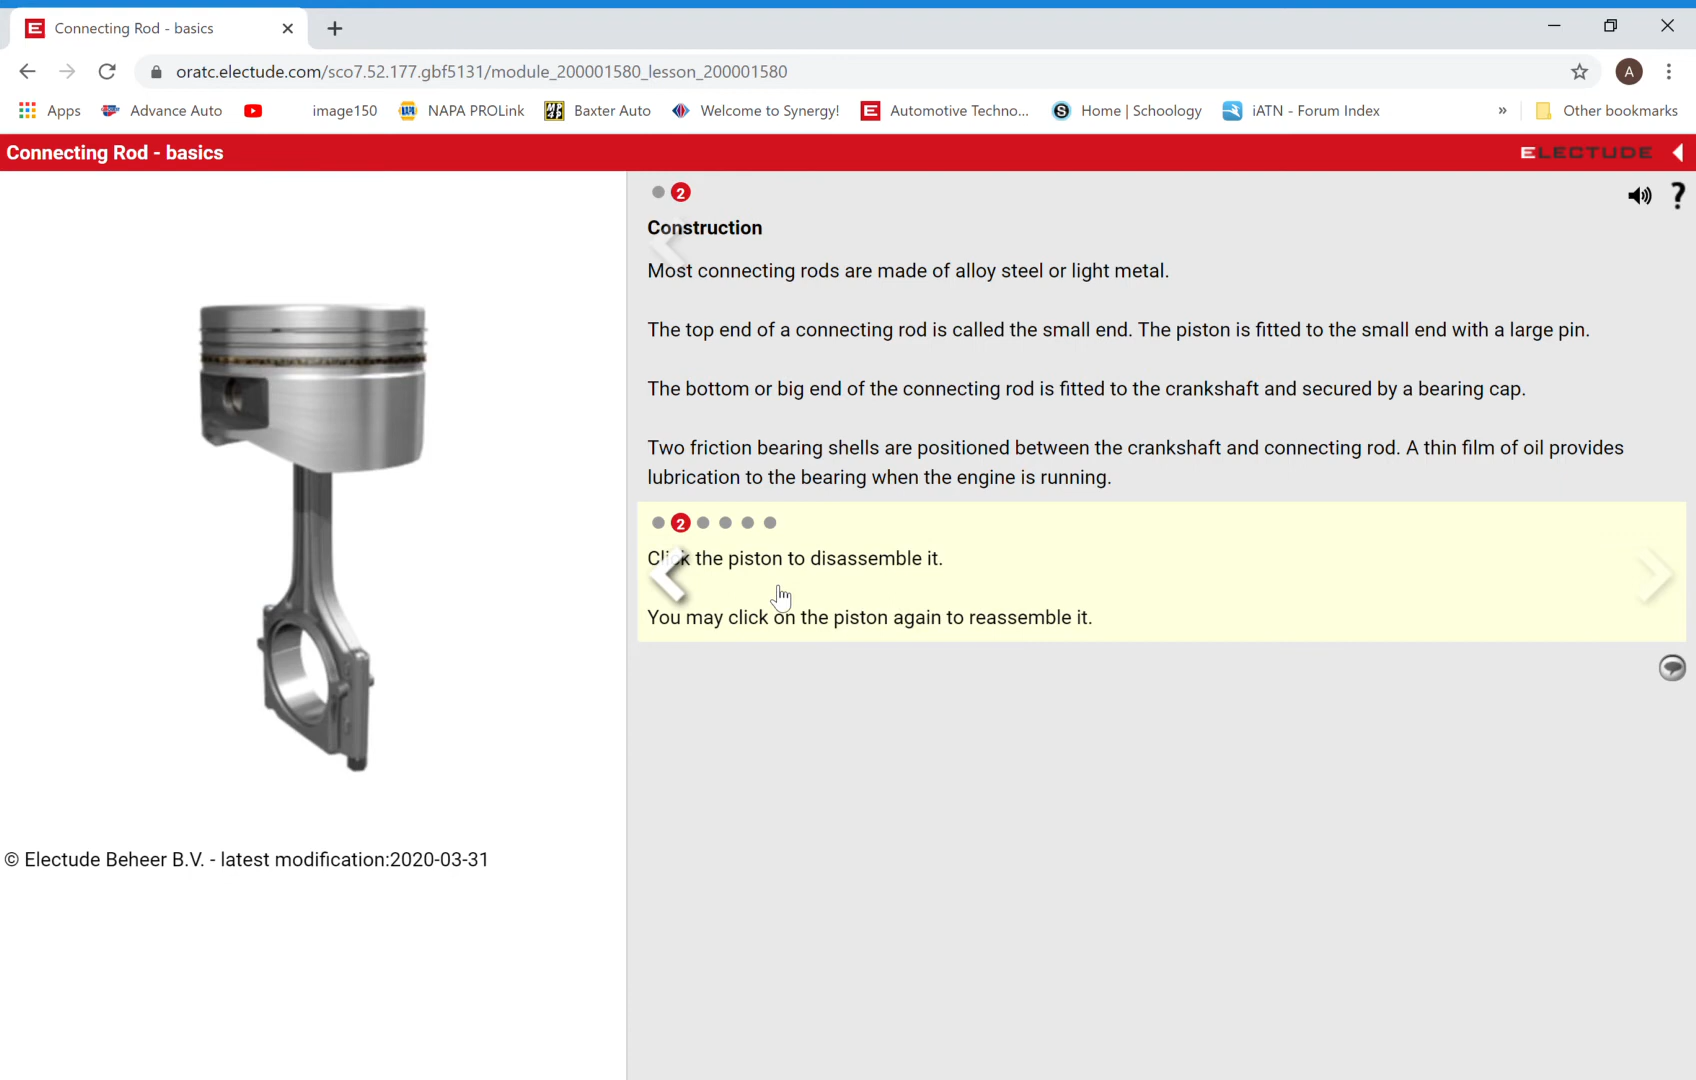 Connecting Rod - basics
oratc.electude.com/sco7.52.177.gbf5131/module_200001580_lesson_200001580
A
Apps
Advance Auto
image150
NAPA PROLink
Baxter Auto
Welcome to Synergy!
Automotive Techno...
Home | Schoology
iATN - Forum Index
»
Other bookmarks
Connecting Rod - basics
ELECTUDE
2
?
Construction
Most connecting rods are made of alloy steel or light metal.
The top end of a connecting rod is called the small end. The piston is fitted to the small end with a large pin.
The bottom or big end of the connecting rod is fitted to the crankshaft and secured by a bearing cap.
Two friction bearing shells are positioned between the crankshaft and connecting rod. A thin film of oil provides
lubrication to the bearing when the engine is running.
2
Click the piston to disassemble it.
You may click on the piston again to reassemble it.
© Electude Beheer B.V. - latest modification:2020-03-31